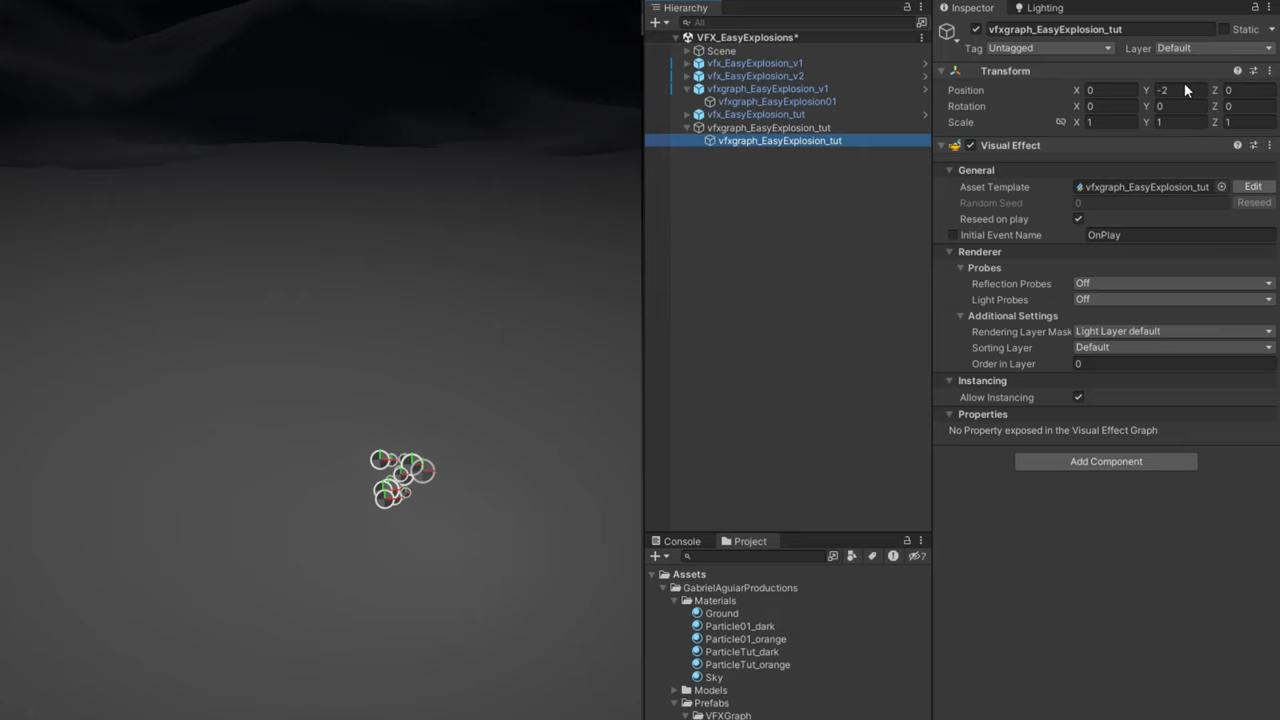 Hierarchy
All
VFX_EasyExplosions*
Scene
vfx_EasyExplosion_v1
vfx_EasyExplosion_v2
vfxgraph_EasyExplosion_v1
vfxgraph_EasyExplosion01
vfx_EasyExplosion_tut
vfxgraph_EasyExplosion_tut
vfxgraph_EasyExplosion_tut
Console Project
7
Assets
GabrielAguiarProductions
Materials
Ground
Particle01_dark
Particle01_orange
ParticleTut_dark
ParticleTut_orange
Sky
Models
Prefabs
VFXGraph
Inspector Lighting
vfxgraph_EasyExplosion_tut Static
Tag Untagged Layer Default
Transform
Position X 0 Y -2 Z 0
Rotation X 0 Y 0 Z 0
Scale X 1 Y 1 Z 1
Visual Effect
General
Asset Template vfxgraph_EasyExplosion_tut Edit
Random Seed 0 Reseed
Reseed on play
Initial Event Name OnPlay
Renderer
Probes
Reflection Probes Off
Light Probes Off
Additional Settings
Rendering Layer Mask Light Layer default
Sorting Layer Default
Order in Layer 0
Instancing
Allow Instancing
Properties
No Property exposed in the Visual Effect Graph
Add Component